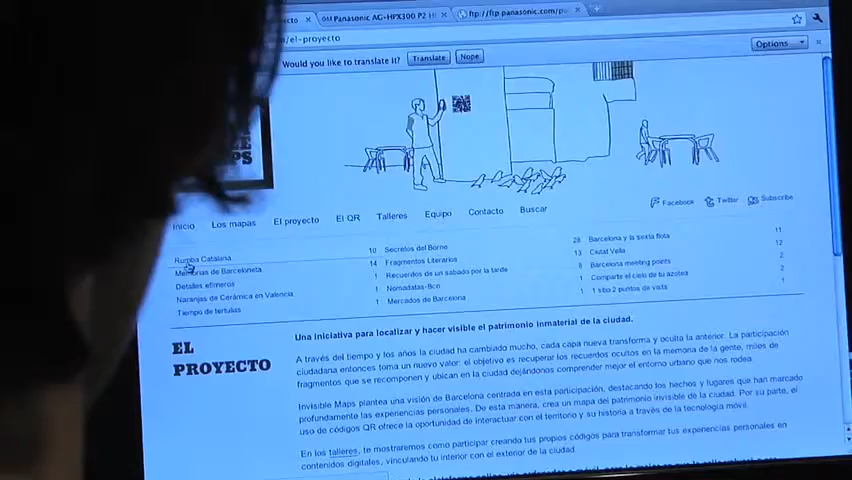 Panasonic AG-HPX300 P2 H
ftp://ftp.panasonic.com/pu
/el-proyecto
Would you like to translate it? Translate Nope
Options
PS
Facebook Twitter Subscribe
Inicio Los mapas El proyecto El QR Talleres Equipo Contacto Buscar
Rumba Catalana 10 Secretos del Borne 28 Barcelona y la sexta flota 11
Memorias de Barceloneta 14 Fragmentos Literarios 13 Ciutat Vella 12
Detalles efímeros 1 Recuerdos de un sabado por la tarde 8 Barcelona meeting points 2
Naranjas de Cerámica en Valencia 1 Nomadatas-Bcn 1 Comparte el cielo de tu azotea 2
Tiempo de tertulias 1 Mercados de Barcelona 1 1 sitio 2 puntos de vista 1
EL
PROYECTO
Una iniciativa para localizar y hacer visible el patrimonio inmaterial de la ciudad.
A través del tiempo y los años la ciudad ha cambiado mucho, cada capa nueva transforma y oculta la anterior. La participación
ciudadana entonces toma un nuevo valor: el objetivo es recuperar los recuerdos ocultos en la memoria de la gente, miles de
fragmentos que se recomponen y ubican en la ciudad dejándonos comprender mejor el entorno urbano que nos rodea.
Invisible Maps plantea una visión de Barcelona centrada en esta participación, destacando los hechos y lugares que han marcado
profundamente las experiencias personales. De esta manera, crea un mapa del patrimonio invisible de la ciudad. Por su parte, el
uso de códigos QR ofrece la oportunidad de interactuar con el territorio y su historia a través de la tecnología móvil.
En los talleres, te mostraremos como participar creando tus propios códigos para transformar tus experiencias personales en
contenidos digitales, vinculando tu interior con el exterior de la ciudad.